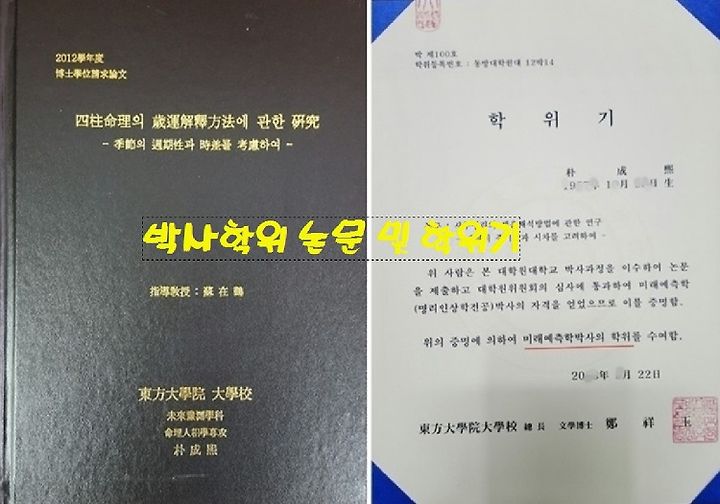 2012學年度
博士學位請求論文
四柱命理의 歲運解釋方法에 관한 硏究
- 季節의 週期性과 時差를 考慮하여 -
指導敎授 : 蘇在鶴
東方大學院 大學校
未來豫測學科
命理人相學專攻
朴成熙
박사학위 논문 및 학위기
박 제100호
학위등록번호 : 동방대학원대 12박14
학 위 기
朴 成 熙
월 일 生
해석방법에 관한 연구
시차를 고려하여 -
위 사람은 본 대학원대학교 박사과정을 이수하여 논문
을 제출하고 대학원위원회의 심사에 통과하여 미래예측학
(명리인상학전공)박사의 자격을 얻었으므로 이를 증명함.
위의 증명에 의하여 미래예측학박사의 학위를 수여함.
年 月 22日
東方大學院大學校 總長 文學博士 鄭祥玉